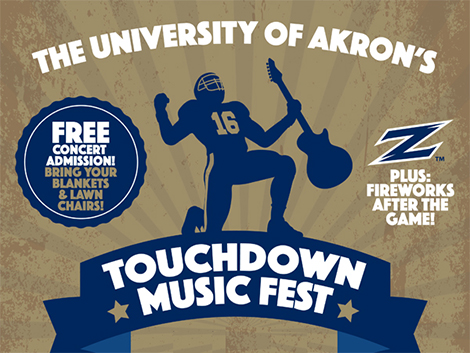 THE UNIVERSITY OF AKRON'S
16
FREE
CONCERT
ADMISSION!
BRING YOUR
BLANKETS
& LAWN
CHAIRS!
Z™
PLUS:
FIREWORKS
AFTER THE
GAME!
TOUCHDOWN
MUSIC FEST